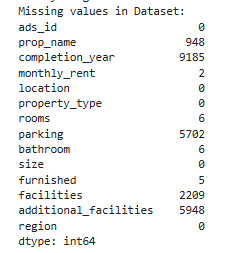 Missing values in Dataset:
ads_id 0
prop_name 948
completion_year 9185
monthly_rent 2
location 0
property_type 0
rooms 6
parking 5702
bathroom 6
size 0
furnished 5
facilities 2209
additional_facilities 5948
region 0
dtype: int64